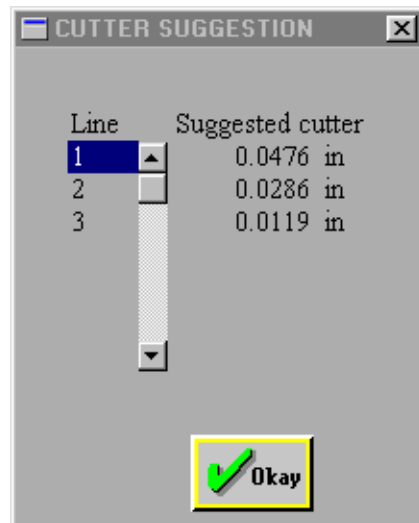 CUTTER SUGGESTION
Line Suggested cutter
1 0.0476 in
2 0.0286 in
3 0.0119 in
Okay